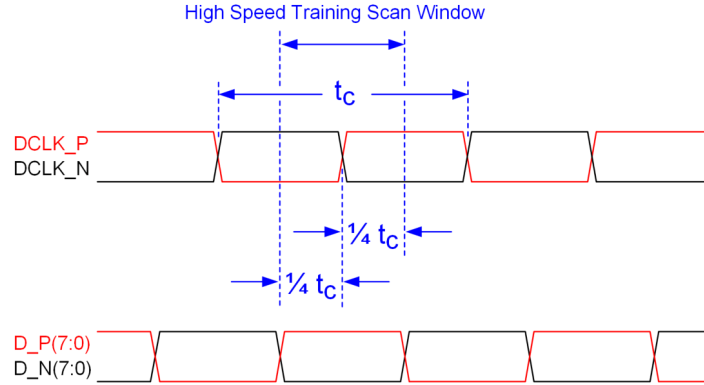 High Speed Training Scan Window
tc
DCLK_P
DCLK_N
¼ tc
¼ tc
D_P(7:0)
D_N(7:0)